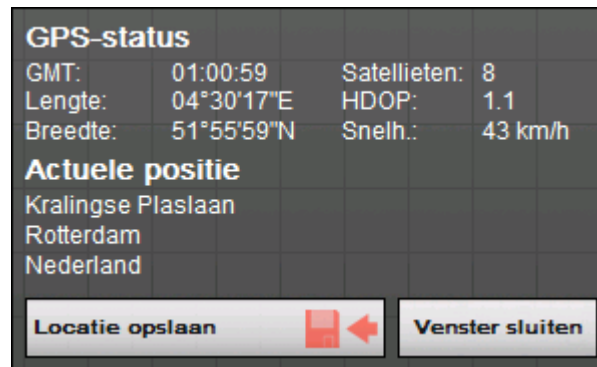 GPS-status
GMT: 01:00:59 Satellieten: 8
Lengte: 04°30'17"E HDOP: 1.1
Breedte: 51°55'59"N Snelh.: 43 km/h
Actuele positie
Kralingse Plaslaan
Rotterdam
Nederland
Locatie opslaan Venster sluiten